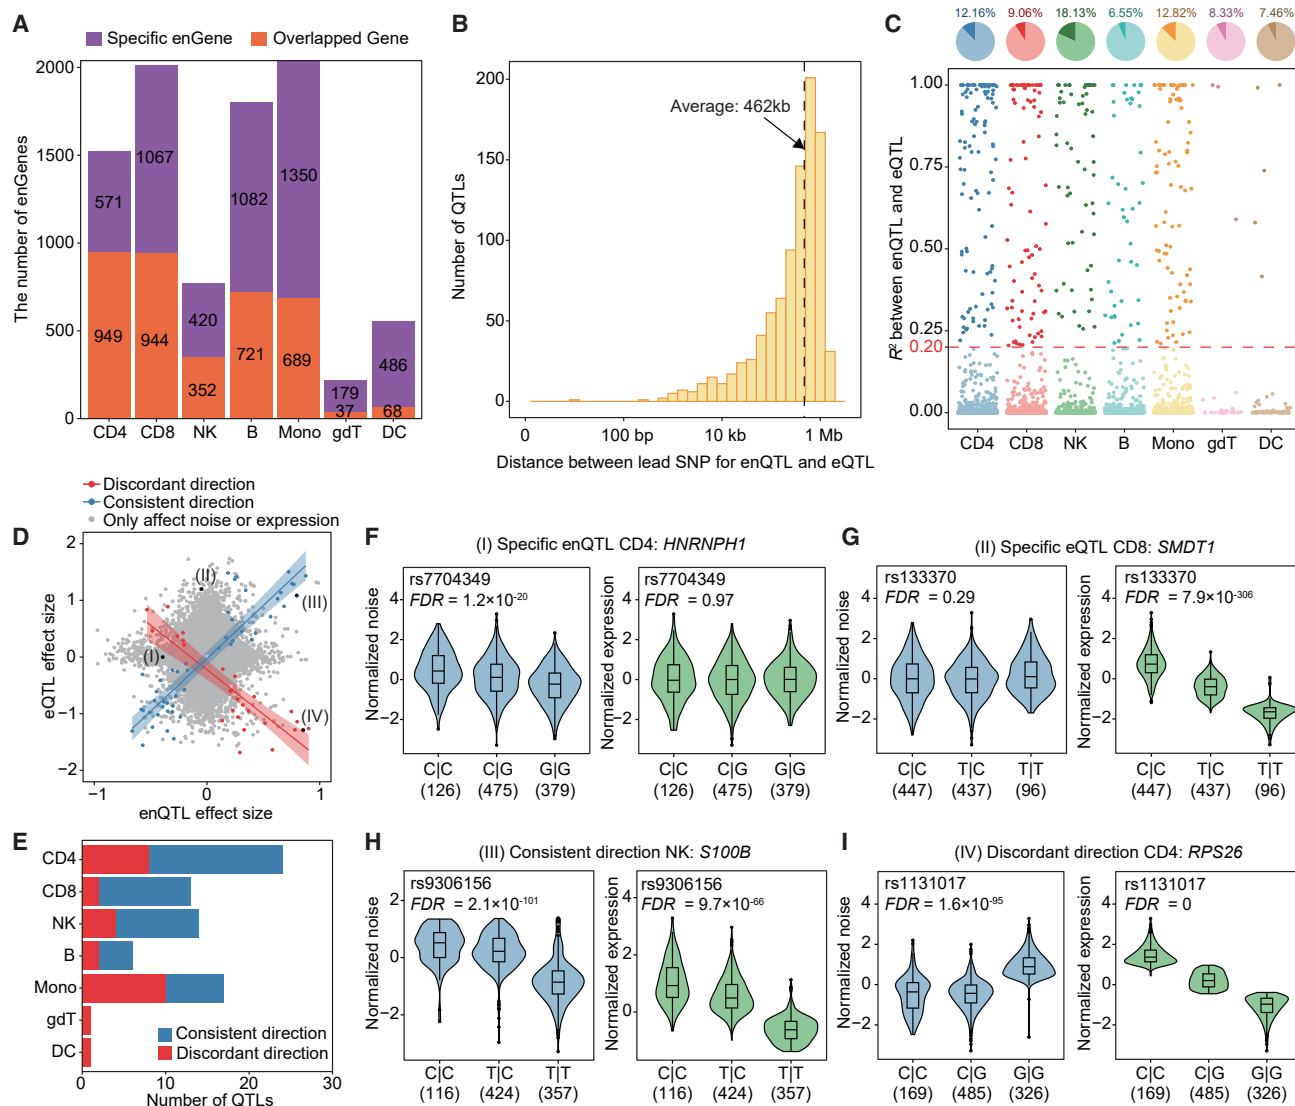 A
Specific enGene
Overlapped Gene
The number of enGenes
2000
1500
1000
500
0
571
949
1067
944
420
352
1082
721
1350
689
179
37
486
68
CD4 CD8 NK B Mono gdT DC
B
Number of QTLs
200
150
100
50
0
Average: 462kb
0 100 bp 10 kb 1 Mb
Distance between lead SNP for enQTL and eQTL
C
12.16% 9.06% 18.13% 6.55% 12.82% 8.33% 7.46%
R² between enQTL and eQTL
1.00
0.75
0.50
0.25
0.20
0.00
CD4 CD8 NK B Mono gdT DC
Discordant direction
Consistent direction
Only affect noise or expression
D
eQTL effect size
2
1
0
−1
−2
(I)
(II)
(III)
(IV)
−1 0 1
enQTL effect size
E
CD4
CD8
NK
B
Mono
gdT
DC
Consistent direction
Discordant direction
0 10 20 30
Number of QTLs
F
(I) Specific enQTL CD4: HNRNPH1
Normalized noise
rs7704349
FDR = 1.2×10⁻²⁰
4
2
0
−2
C|C C|G G|G
(126) (475) (379)
Normalized expression
rs7704349
FDR = 0.97
4
2
0
−2
C|C C|G G|G
(126) (475) (379)
G
(II) Specific eQTL CD8: SMDT1
Normalized noise
rs133370
FDR = 0.29
4
2
0
−2
C|C T|C T|T
(447) (437) (96)
Normalized expression
rs133370
FDR = 7.9×10⁻³⁰⁶
4
2
0
−2
C|C T|C T|T
(447) (437) (96)
H
(III) Consistent direction NK: S100B
Normalized noise
rs9306156
FDR = 2.1×10⁻¹⁰¹
2
0
−2
C|C T|C T|T
(116) (424) (357)
Normalized expression
rs9306156
FDR = 9.7×10⁻⁶⁶
4
2
0
C|C T|C T|T
(116) (424) (357)
I
(IV) Discordant direction CD4: RPS26
Normalized noise
rs1131017
FDR = 1.6×10⁻⁹⁵
4
2
0
−2
C|C C|G G|G
(169) (485) (326)
Normalized expression
rs1131017
FDR = 0
4
2
0
−2
C|C C|G G|G
(169) (485) (326)